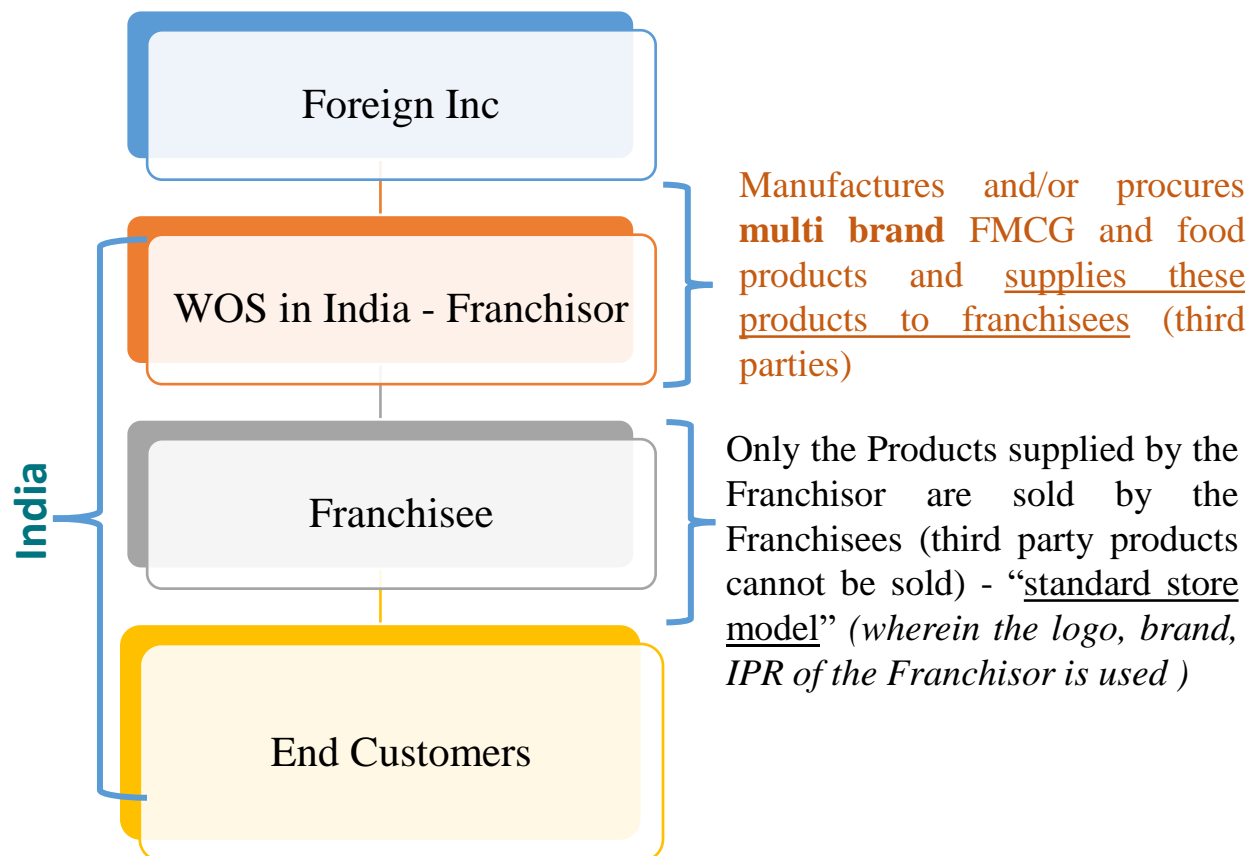 Foreign Inc
WOS in India - Franchisor
Manufactures and/or procures
multi brand FMCG and food
products and supplies these
products to franchisees (third
parties)
India
Franchisee
Only the Products supplied by the
Franchisor are sold by the
Franchisees (third party products
cannot be sold) - “standard store
model” (wherein the logo, brand,
IPR of the Franchisor is used )
End Customers